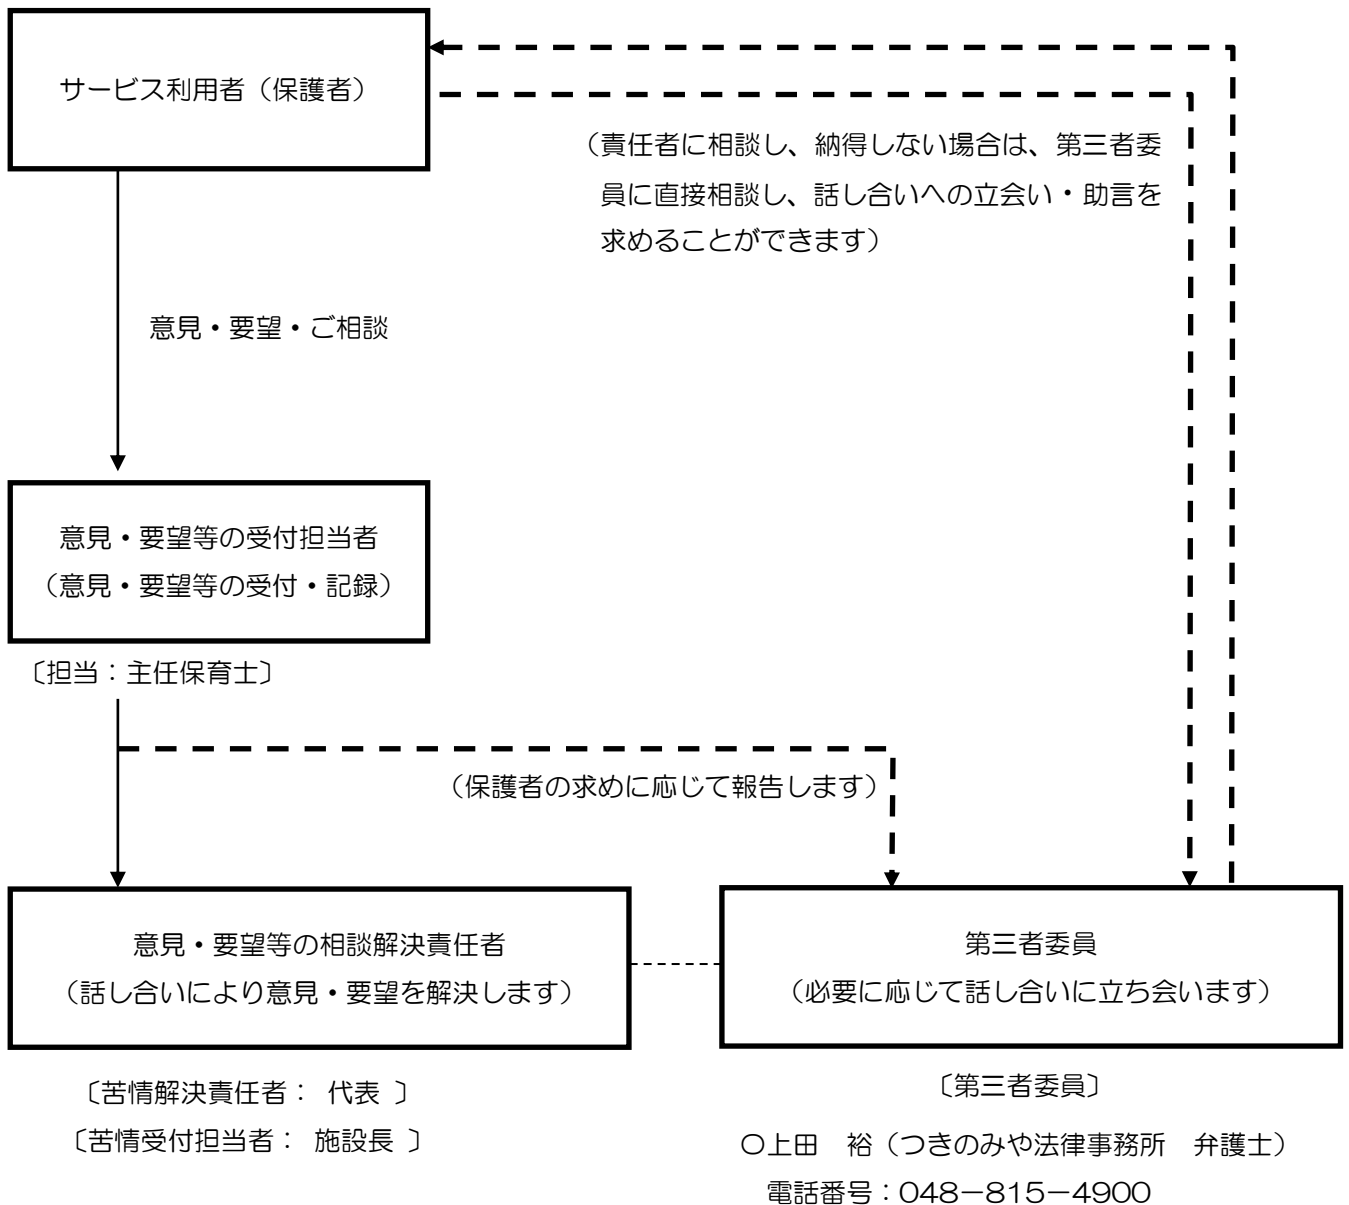 サービス利用者（保護者）
（責任者に相談し、納得しない場合は、第三者委
員に直接相談し、話し合いへの立会い・助言を
求めることができます）
意見・要望・ご相談
意見・要望等の受付担当者
（意見・要望等の受付・記録）
〔担当：主任保育士〕
（保護者の求めに応じて報告します）
意見・要望等の相談解決責任者
（話し合いにより意見・要望を解決します）
第三者委員
（必要に応じて話し合いに立ち会います）
〔苦情解決責任者：　代表　〕
〔苦情受付担当者：　施設長　〕
〔第三者委員〕
〇上田　裕（つきのみや法律事務所　弁護士）
電話番号：048－815－4900